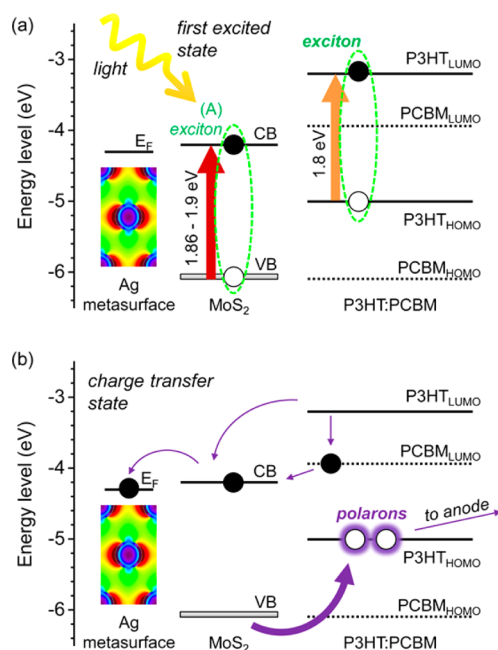 (a)
first excited
state
light
(A)
exciton
exciton
Energy level (eV)
-3
-4
-5
-6
E_F
CB
VB
1.86 - 1.9 eV
1.8 eV
P3HT_LUMO
PCBM_LUMO
P3HT_HOMO
PCBM_HOMO
Ag
metasurface
MoS₂
P3HT:PCBM
(b)
charge transfer
state
Energy level (eV)
-3
-4
-5
-6
E_F
CB
VB
P3HT_LUMO
PCBM_LUMO
polarons
to anode
P3HT_HOMO
PCBM_HOMO
Ag
metasurface
MoS₂
P3HT:PCBM